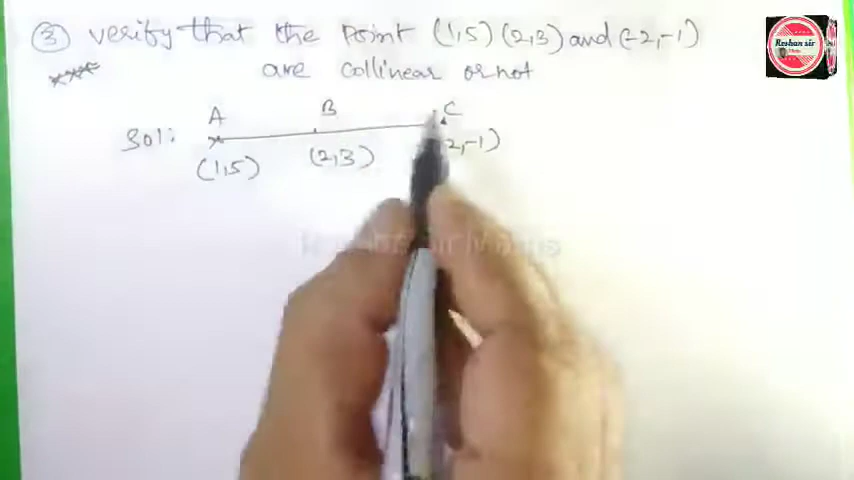 ③ verify that the point (1,5) (2,3) and (-2,-1)
are collinear or not
A B C
Sol:
(1,5) (2,3) 2,-1)
Reshan sir